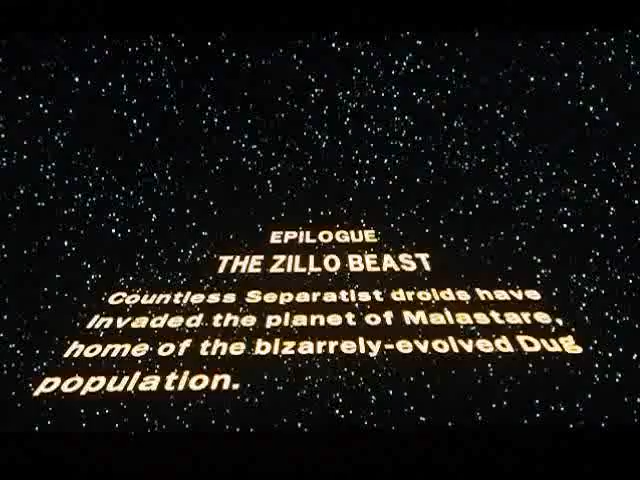 EPILOGUE
THE ZILLO BEAST
Countless Separatist droids have
invaded the planet of Malastare,
home of the bizarrely-evolved Dug
population.